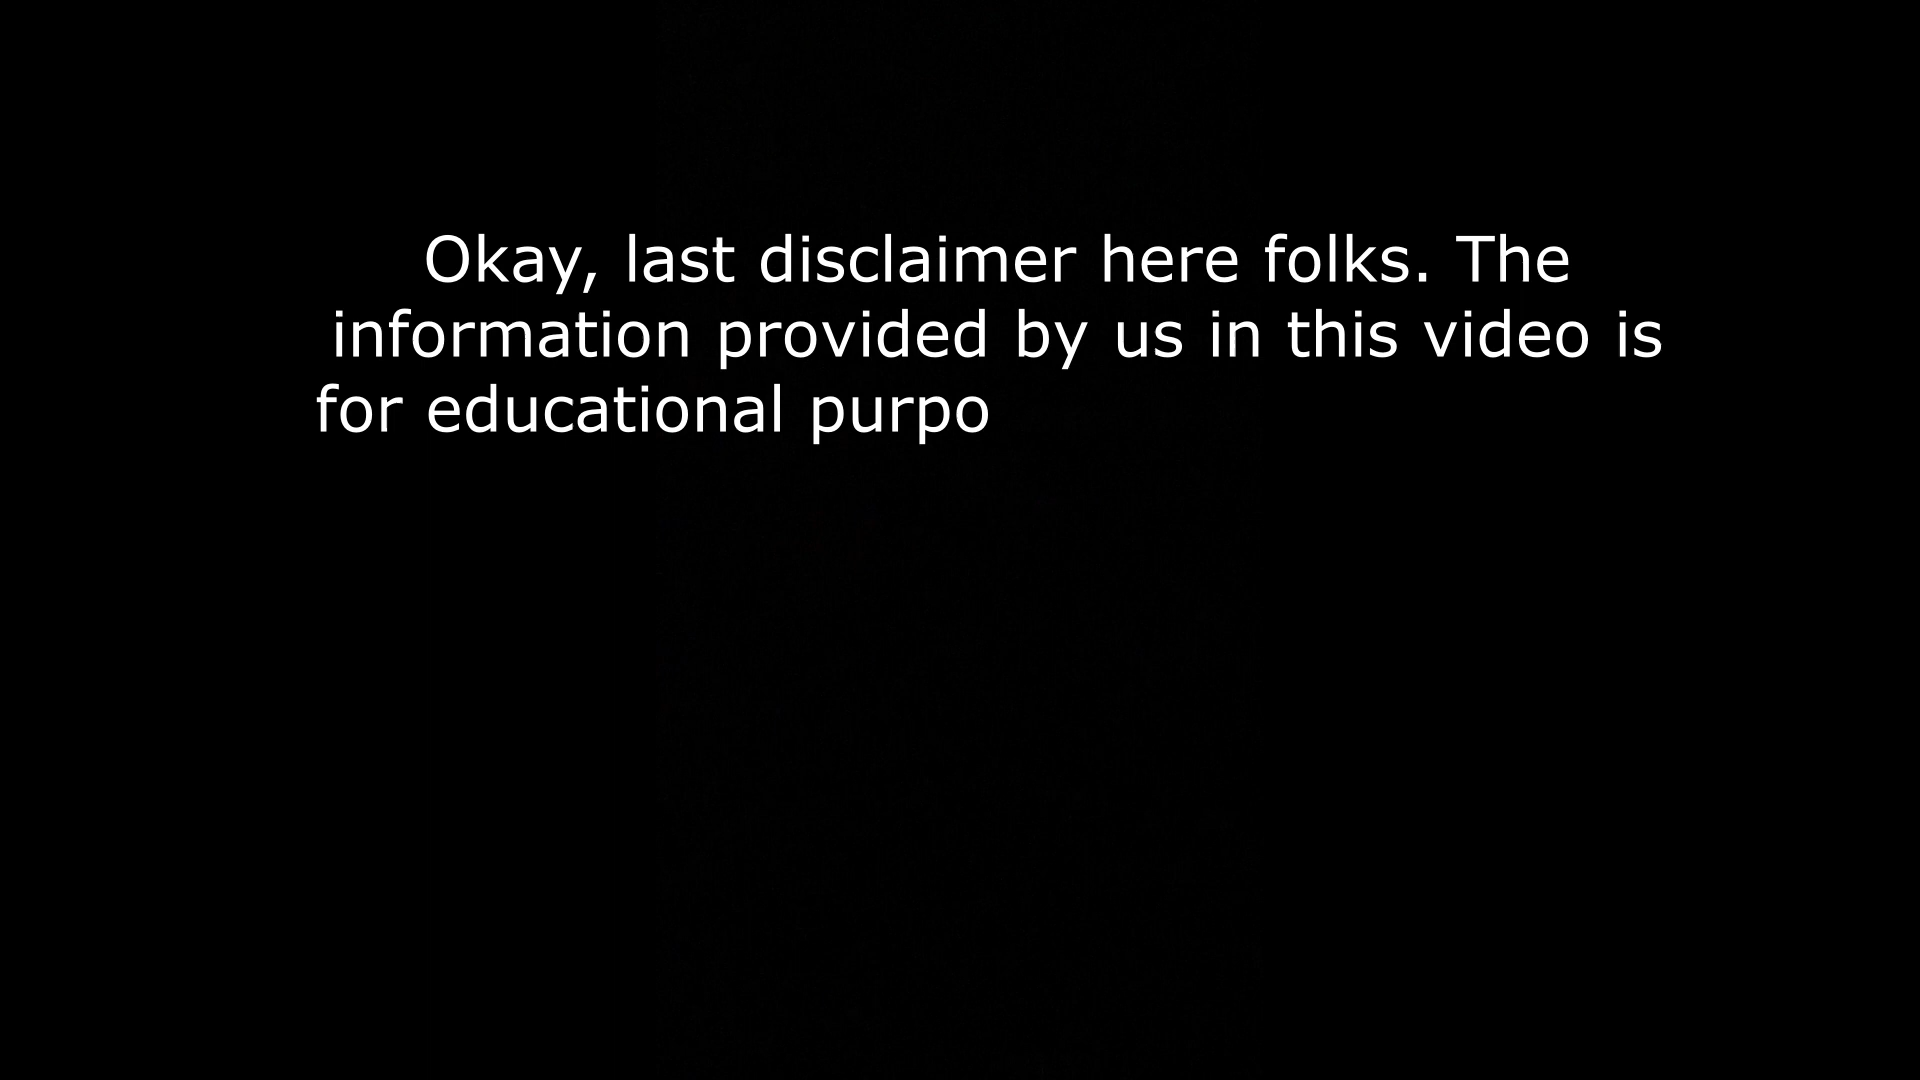 Okay, last disclaimer here folks. The
information provided by us in this video is
for educational purpo